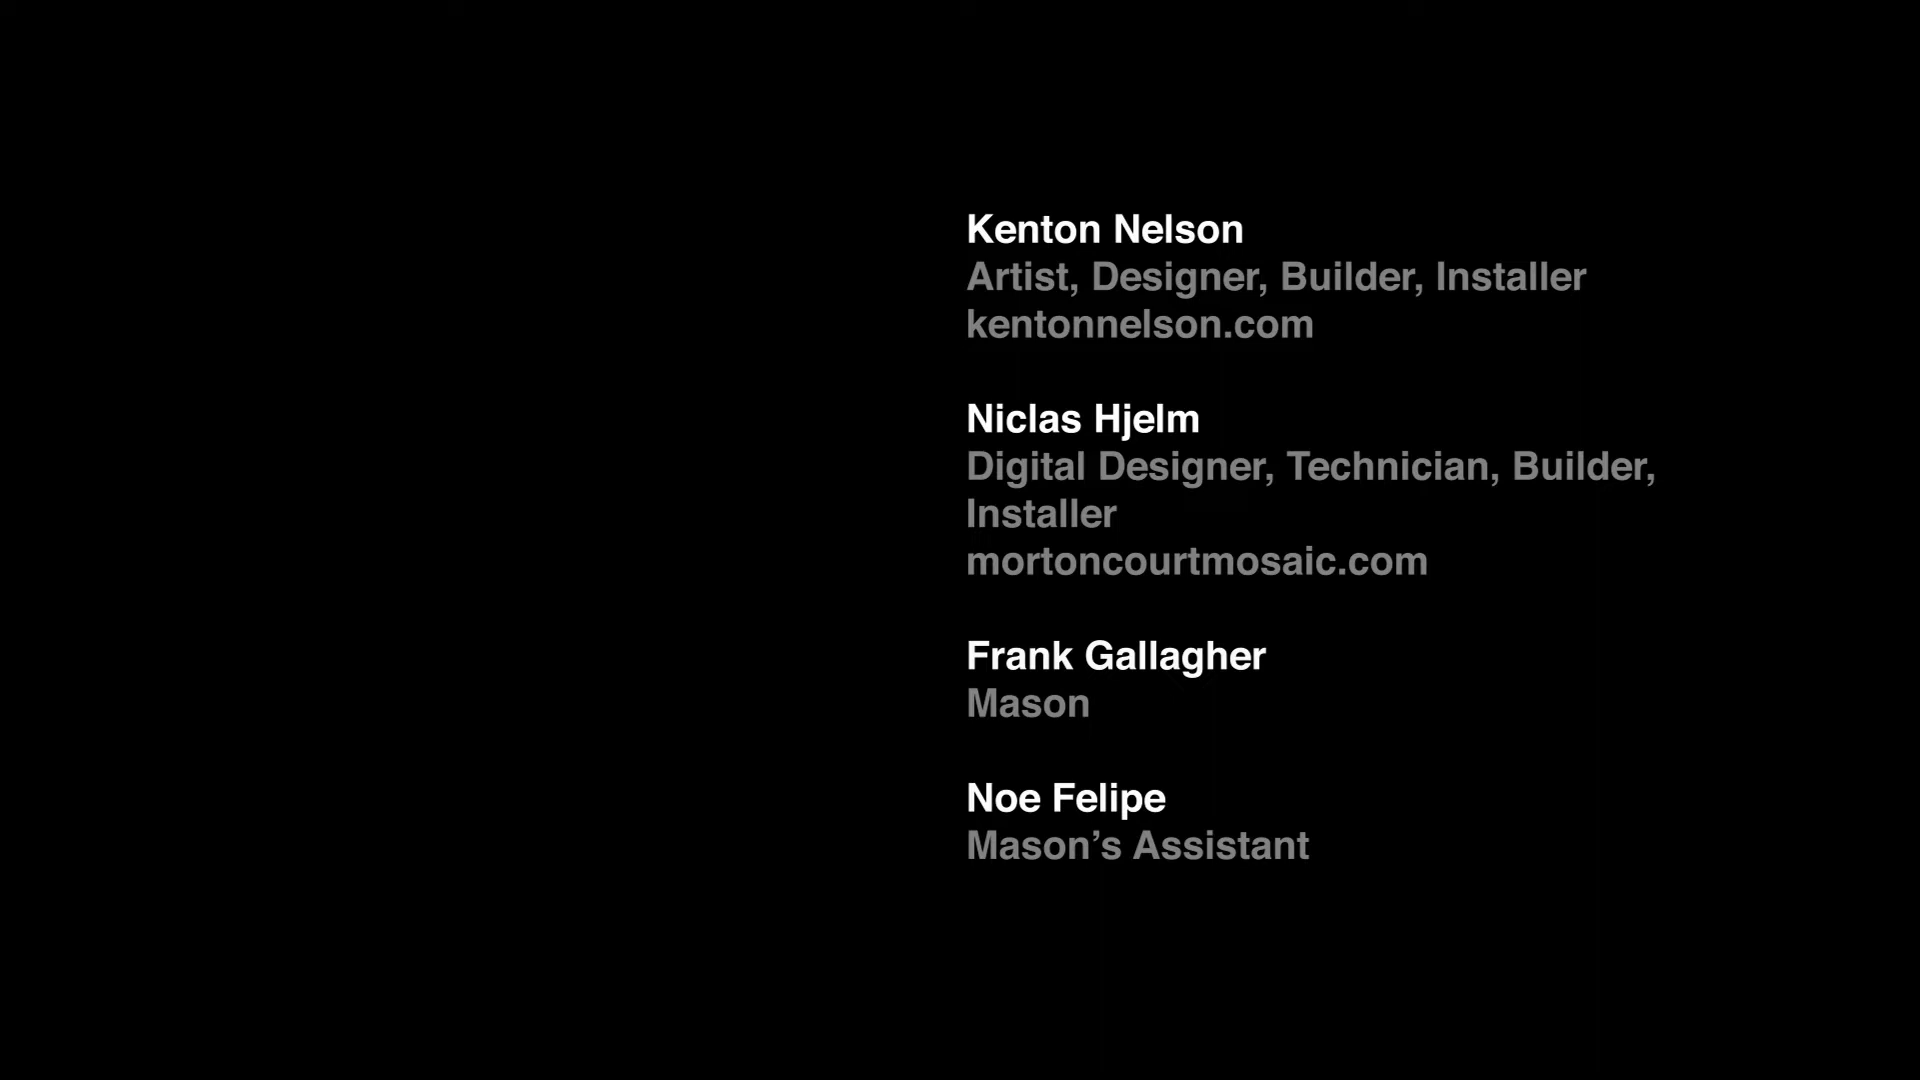 Kenton Nelson
Artist, Designer, Builder, Installer
kentonnelson.com
Niclas Hjelm
Digital Designer, Technician, Builder,
Installer
mortoncourtmosaic.com
Frank Gallagher
Mason
Noe Felipe
Mason’s Assistant